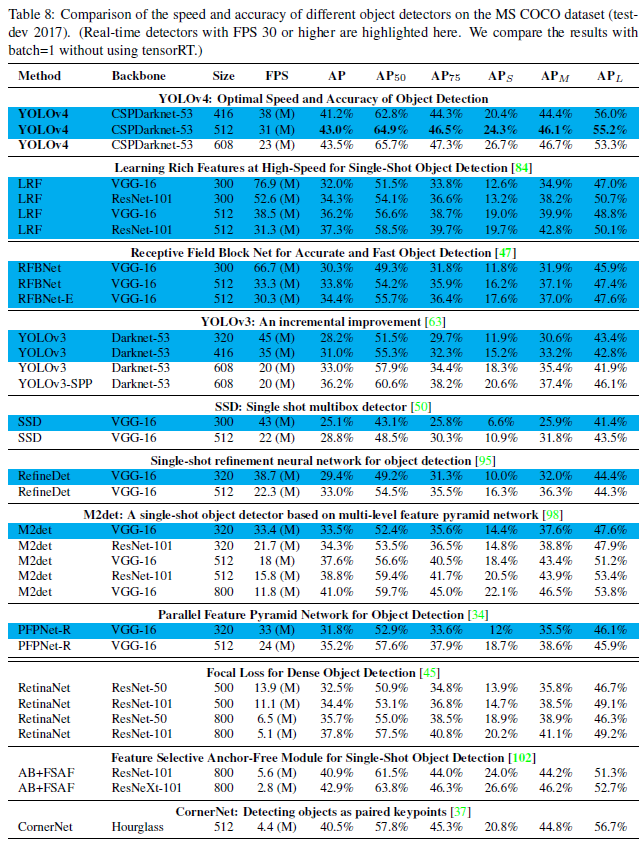 Table 8: Comparison of the speed and accuracy of different object detectors on the MS COCO dataset (test-
dev 2017). (Real-time detectors with FPS 30 or higher are highlighted here. We compare the results with
batch=1 without using tensorRT.)
Method Backbone Size FPS AP AP50 AP75 APS APM APL
YOLOv4: Optimal Speed and Accuracy of Object Detection
YOLOv4 CSPDarknet-53 416 38 (M) 41.2% 62.8% 44.3% 20.4% 44.4% 56.0%
YOLOv4 CSPDarknet-53 512 31 (M) 43.0% 64.9% 46.5% 24.3% 46.1% 55.2%
YOLOv4 CSPDarknet-53 608 23 (M) 43.5% 65.7% 47.3% 26.7% 46.7% 53.3%
Learning Rich Features at High-Speed for Single-Shot Object Detection [84]
LRF VGG-16 300 76.9 (M) 32.0% 51.5% 33.8% 12.6% 34.9% 47.0%
LRF ResNet-101 300 52.6 (M) 34.3% 54.1% 36.6% 13.2% 38.2% 50.7%
LRF VGG-16 512 38.5 (M) 36.2% 56.6% 38.7% 19.0% 39.9% 48.8%
LRF ResNet-101 512 31.3 (M) 37.3% 58.5% 39.7% 19.7% 42.8% 50.1%
Receptive Field Block Net for Accurate and Fast Object Detection [47]
RFBNet VGG-16 300 66.7 (M) 30.3% 49.3% 31.8% 11.8% 31.9% 45.9%
RFBNet VGG-16 512 33.3 (M) 33.8% 54.2% 35.9% 16.2% 37.1% 47.4%
RFBNet-E VGG-16 512 30.3 (M) 34.4% 55.7% 36.4% 17.6% 37.0% 47.6%
YOLOv3: An incremental improvement [63]
YOLOv3 Darknet-53 320 45 (M) 28.2% 51.5% 29.7% 11.9% 30.6% 43.4%
YOLOv3 Darknet-53 416 35 (M) 31.0% 55.3% 32.3% 15.2% 33.2% 42.8%
YOLOv3 Darknet-53 608 20 (M) 33.0% 57.9% 34.4% 18.3% 35.4% 41.9%
YOLOv3-SPP Darknet-53 608 20 (M) 36.2% 60.6% 38.2% 20.6% 37.4% 46.1%
SSD: Single shot multibox detector [50]
SSD VGG-16 300 43 (M) 25.1% 43.1% 25.8% 6.6% 25.9% 41.4%
SSD VGG-16 512 22 (M) 28.8% 48.5% 30.3% 10.9% 31.8% 43.5%
Single-shot refinement neural network for object detection [95]
RefineDet VGG-16 320 38.7 (M) 29.4% 49.2% 31.3% 10.0% 32.0% 44.4%
RefineDet VGG-16 512 22.3 (M) 33.0% 54.5% 35.5% 16.3% 36.3% 44.3%
M2det: A single-shot object detector based on multi-level feature pyramid network [98]
M2det VGG-16 320 33.4 (M) 33.5% 52.4% 35.6% 14.4% 37.6% 47.6%
M2det ResNet-101 320 21.7 (M) 34.3% 53.5% 36.5% 14.8% 38.8% 47.9%
M2det VGG-16 512 18 (M) 37.6% 56.6% 40.5% 18.4% 43.4% 51.2%
M2det ResNet-101 512 15.8 (M) 38.8% 59.4% 41.7% 20.5% 43.9% 53.4%
M2det VGG-16 800 11.8 (M) 41.0% 59.7% 45.0% 22.1% 46.5% 53.8%
Parallel Feature Pyramid Network for Object Detection [34]
PFPNet-R VGG-16 320 33 (M) 31.8% 52.9% 33.6% 12% 35.5% 46.1%
PFPNet-R VGG-16 512 24 (M) 35.2% 57.6% 37.9% 18.7% 38.6% 45.9%
Focal Loss for Dense Object Detection [45]
RetinaNet ResNet-50 500 13.9 (M) 32.5% 50.9% 34.8% 13.9% 35.8% 46.7%
RetinaNet ResNet-101 500 11.1 (M) 34.4% 53.1% 36.8% 14.7% 38.5% 49.1%
RetinaNet ResNet-50 800 6.5 (M) 35.7% 55.0% 38.5% 18.9% 38.9% 46.3%
RetinaNet ResNet-101 800 5.1 (M) 37.8% 57.5% 40.8% 20.2% 41.1% 49.2%
Feature Selective Anchor-Free Module for Single-Shot Object Detection [102]
AB+FSAF ResNet-101 800 5.6 (M) 40.9% 61.5% 44.0% 24.0% 44.2% 51.3%
AB+FSAF ResNeXt-101 800 2.8 (M) 42.9% 63.8% 46.3% 26.6% 46.2% 52.7%
CornerNet: Detecting objects as paired keypoints [37]
CornerNet Hourglass 512 4.4 (M) 40.5% 57.8% 45.3% 20.8% 44.8% 56.7%